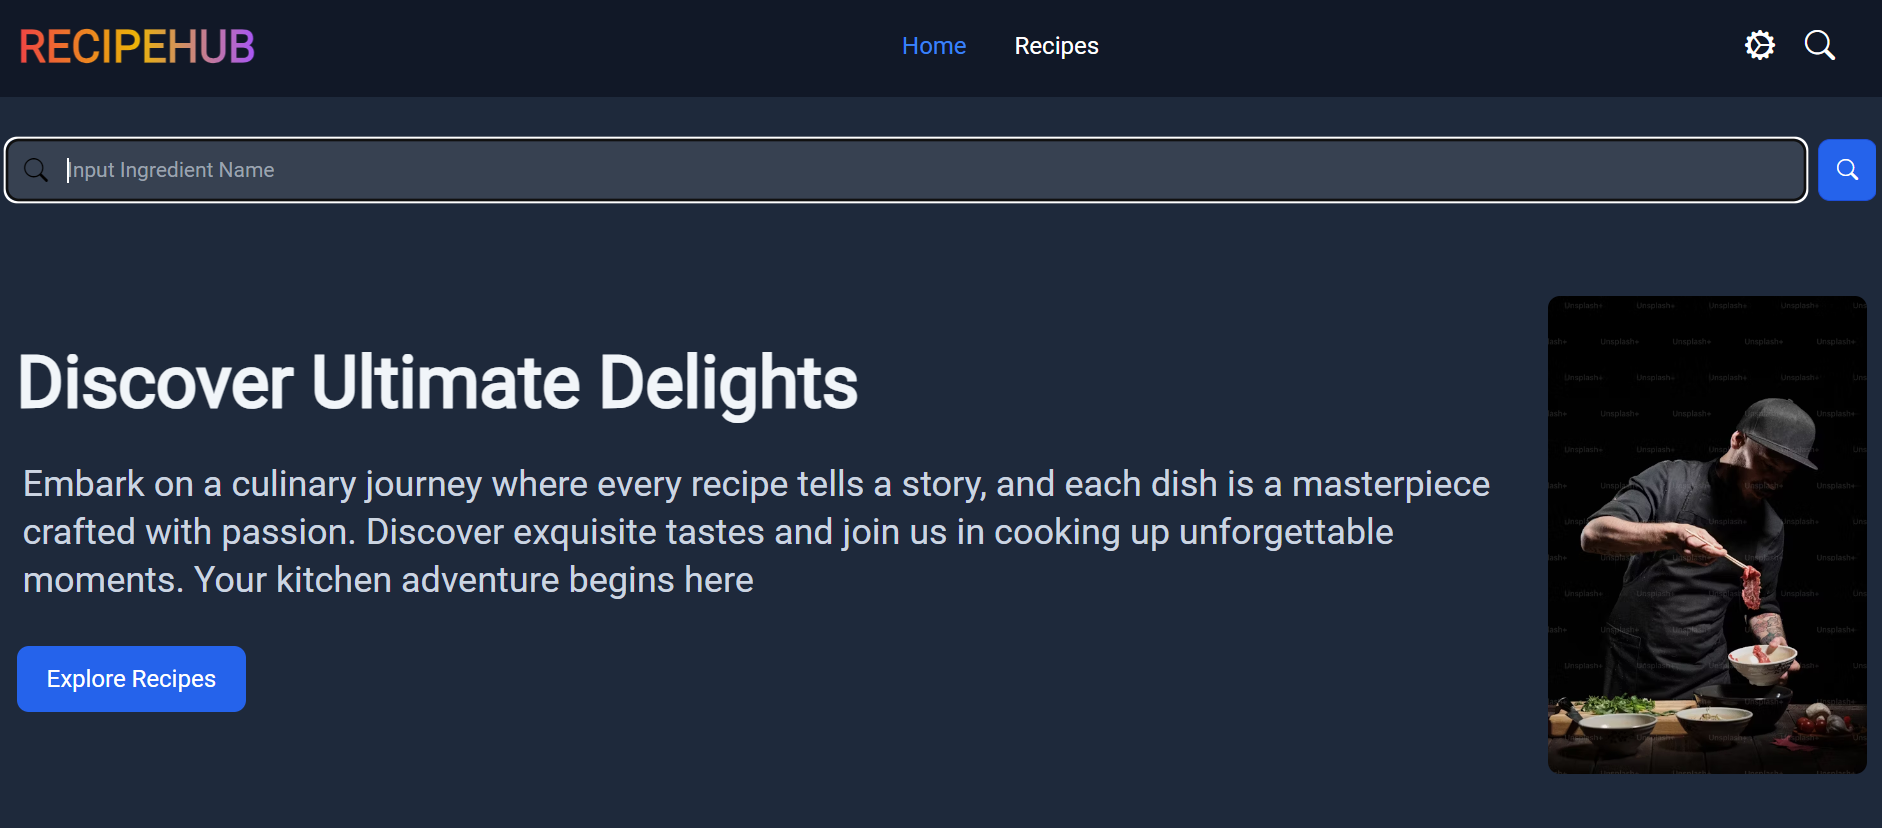 RECIPEHUB
Home Recipes
Input Ingredient Name
Discover Ultimate Delights
Embark on a culinary journey where every recipe tells a story, and each dish is a masterpiece
crafted with passion. Discover exquisite tastes and join us in cooking up unforgettable
moments. Your kitchen adventure begins here
Explore Recipes
Unsplash+